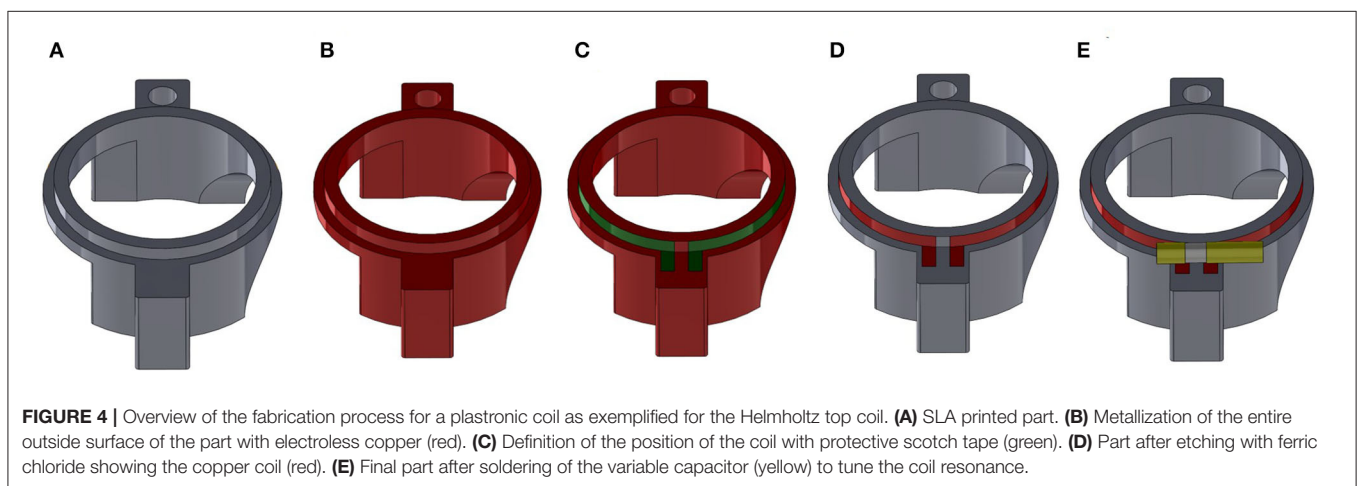 A B C D E
FIGURE 4 | Overview of the fabrication process for a plastronic coil as exemplified for the Helmholtz top coil. (A) SLA printed part. (B) Metallization of the entire
outside surface of the part with electroless copper (red). (C) Definition of the position of the coil with protective scotch tape (green). (D) Part after etching with ferric
chloride showing the copper coil (red). (E) Final part after soldering of the variable capacitor (yellow) to tune the coil resonance.